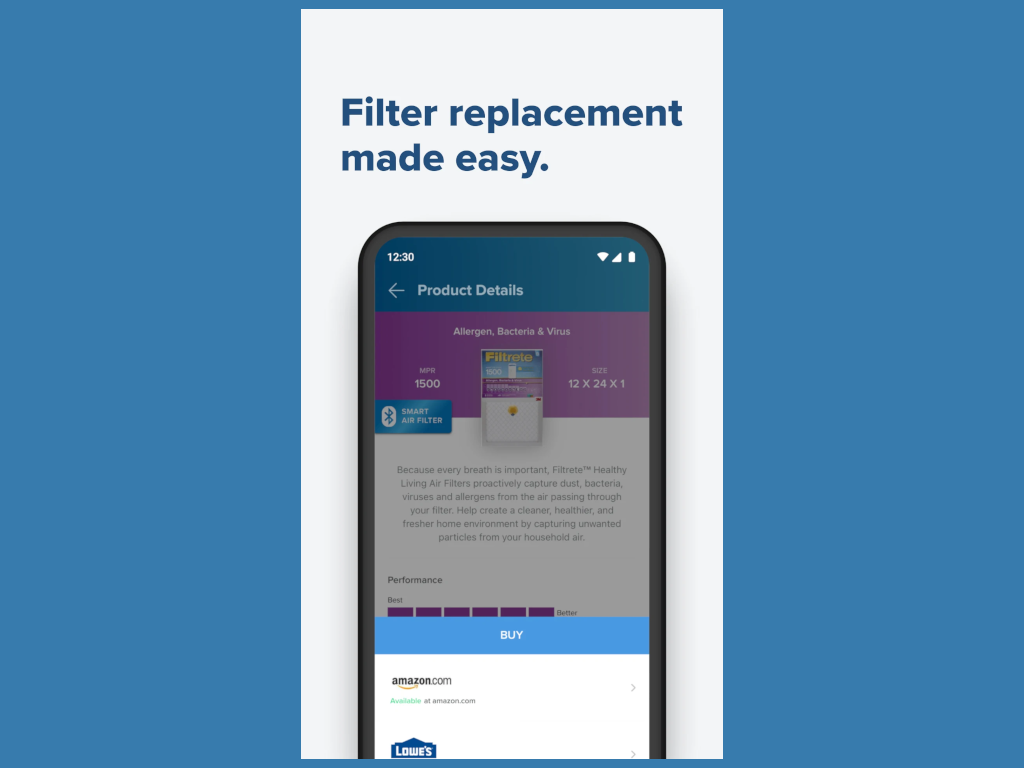 Filter replacement
made easy.
12:30
Product Details
Allergen, Bacteria & Virus
MPR
1500
Filtrete
1500
SIZE
12 X 24 X 1
SMART
AIR FILTER
Because every breath is important, Filtrete™ Healthy
Living Air Filters proactively capture dust, bacteria,
viruses and allergens from the air passing through
your filter. Help create a cleaner, healthier, and
fresher home environment by capturing unwanted
particles from your household air.
Performance
Best
Better
BUY
amazon.com
Available at amazon.com
LOWE'S